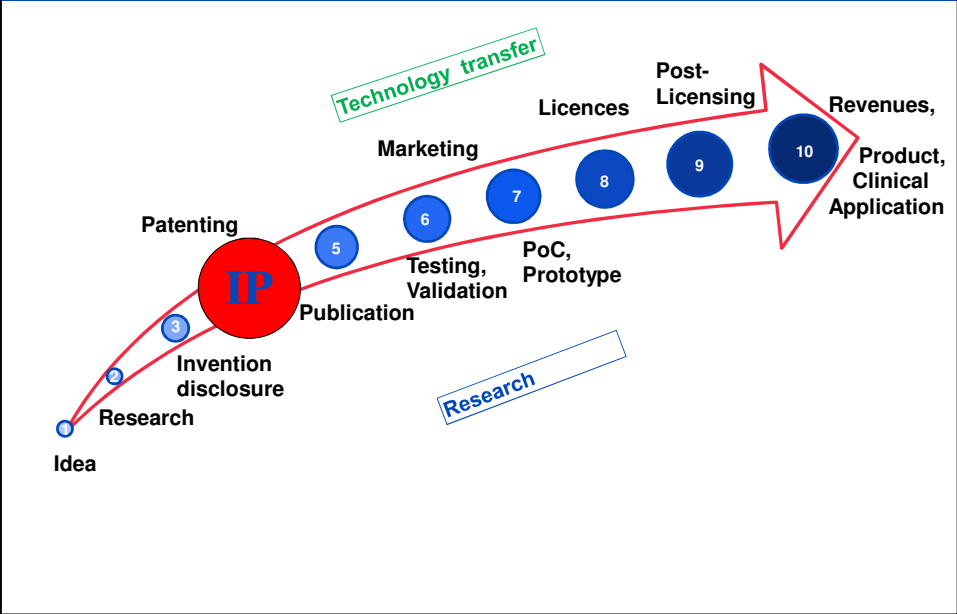 Technology transfer
Post-
Licensing
Licences
Revenues,
Marketing
10
Product,
9
Clinical
8
Application
7
Patenting
6
5
PoC,
Prototype
Testing,
Validation
IP
Publication
3
Invention
disclosure
Research
2
Research
1
Idea